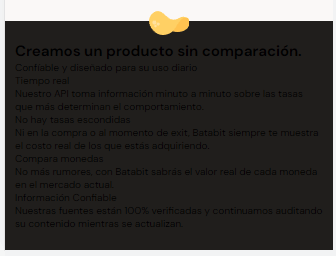 Creamos un producto sin comparación.
Confiable y diseñado para su uso diario
Tiempo real
Nuestro API toma información minuto a minuto sobre las tasas
que más determinan el comportamiento.
No hay tasas escondidas
Ni en la compra o al momento de exit, Batabit siempre te muestra
el costo real de los que estás adquiriendo.
Compara monedas
No más rumores, con Batabit sabrás el valor real de cada moneda
en el mercado actual.
Información Confiable
Nuestras fuentes están 100% verificadas y continuamos auditando
su contenido mientras se actualizan.